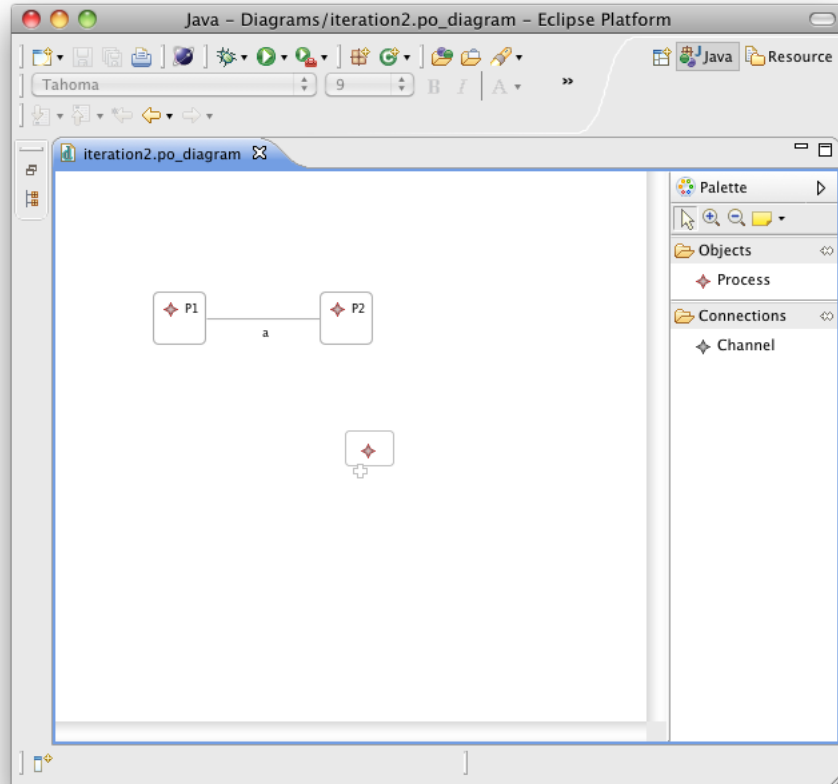 Java – Diagrams/iteration2.po_diagram – Eclipse Platform
Java Resource
Tahoma 9 B I A »
iteration2.po_diagram
Palette
Objects
P1 P2 Process
a
Connections
Channel